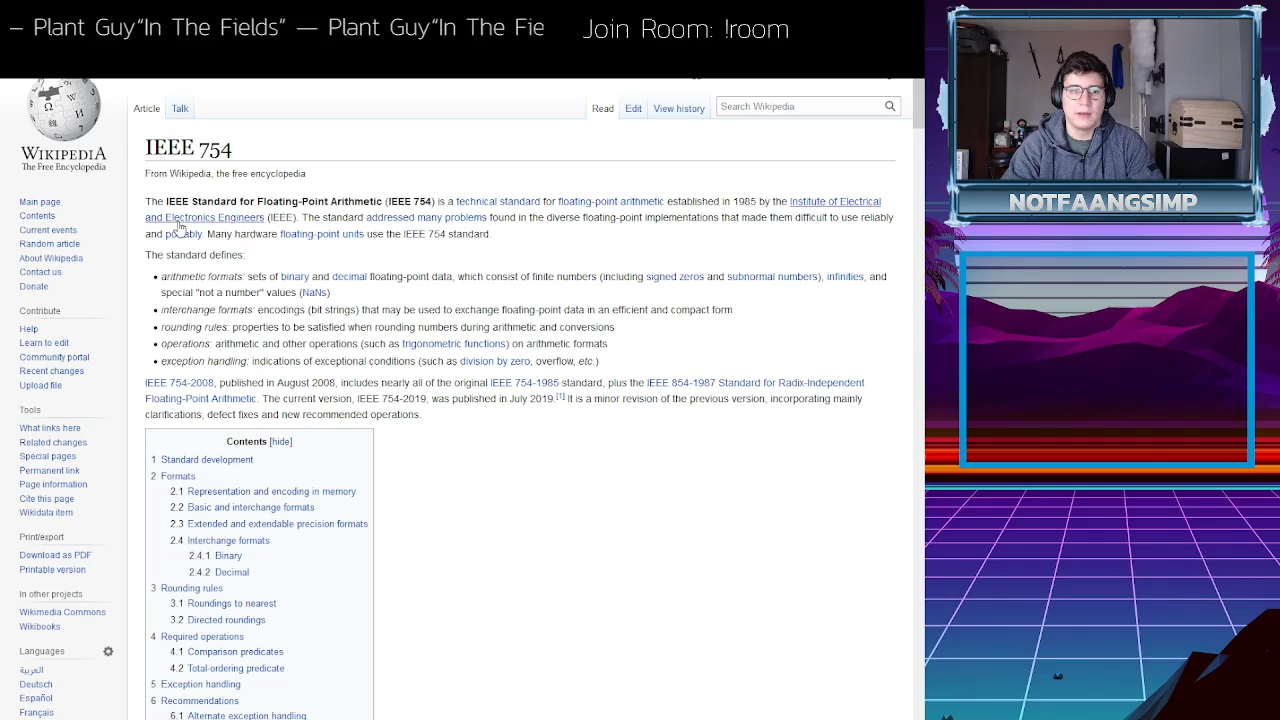 – Plant Guy"In The Fields" — Plant Guy"In The Fie
Join Room: !room
WIKIPEDIA
The Free Encyclopedia
Main page
Contents
Current events
Random article
About Wikipedia
Contact us
Donate
Contribute
Help
Learn to edit
Community portal
Recent changes
Upload file
Tools
What links here
Related changes
Special pages
Permanent link
Page information
Cite this page
Wikidata item
Print/export
Download as PDF
Printable version
In other projects
Wikimedia Commons
Wikibooks
Languages
العربية
Deutsch
Español
Français
Article Talk
Read Edit View history Search Wikipedia
IEEE 754
From Wikipedia, the free encyclopedia
The IEEE Standard for Floating-Point Arithmetic (IEEE 754) is a technical standard for floating-point arithmetic established in 1985 by the Institute of Electrical
and Electronics Engineers (IEEE). The standard addressed many problems found in the diverse floating-point implementations that made them difficult to use reliably
and portably. Many hardware floating-point units use the IEEE 754 standard.
The standard defines:
• arithmetic formats: sets of binary and decimal floating-point data, which consist of finite numbers (including signed zeros and subnormal numbers), infinities, and
special "not a number" values (NaNs)
• interchange formats: encodings (bit strings) that may be used to exchange floating-point data in an efficient and compact form
• rounding rules: properties to be satisfied when rounding numbers during arithmetic and conversions
• operations: arithmetic and other operations (such as trigonometric functions) on arithmetic formats
• exception handling: indications of exceptional conditions (such as division by zero, overflow, etc.)
IEEE 754-2008, published in August 2008, includes nearly all of the original IEEE 754-1985 standard, plus the IEEE 854-1987 Standard for Radix-Independent
Floating-Point Arithmetic. The current version, IEEE 754-2019, was published in July 2019.[1] It is a minor revision of the previous version, incorporating mainly
clarifications, defect fixes and new recommended operations.
Contents [hide]
1 Standard development
2 Formats
2.1 Representation and encoding in memory
2.2 Basic and interchange formats
2.3 Extended and extendable precision formats
2.4 Interchange formats
2.4.1 Binary
2.4.2 Decimal
3 Rounding rules
3.1 Roundings to nearest
3.2 Directed roundings
4 Required operations
4.1 Comparison predicates
4.2 Total-ordering predicate
5 Exception handling
6 Recommendations
6.1 Alternate exception handling
NOTFAANGSIMP